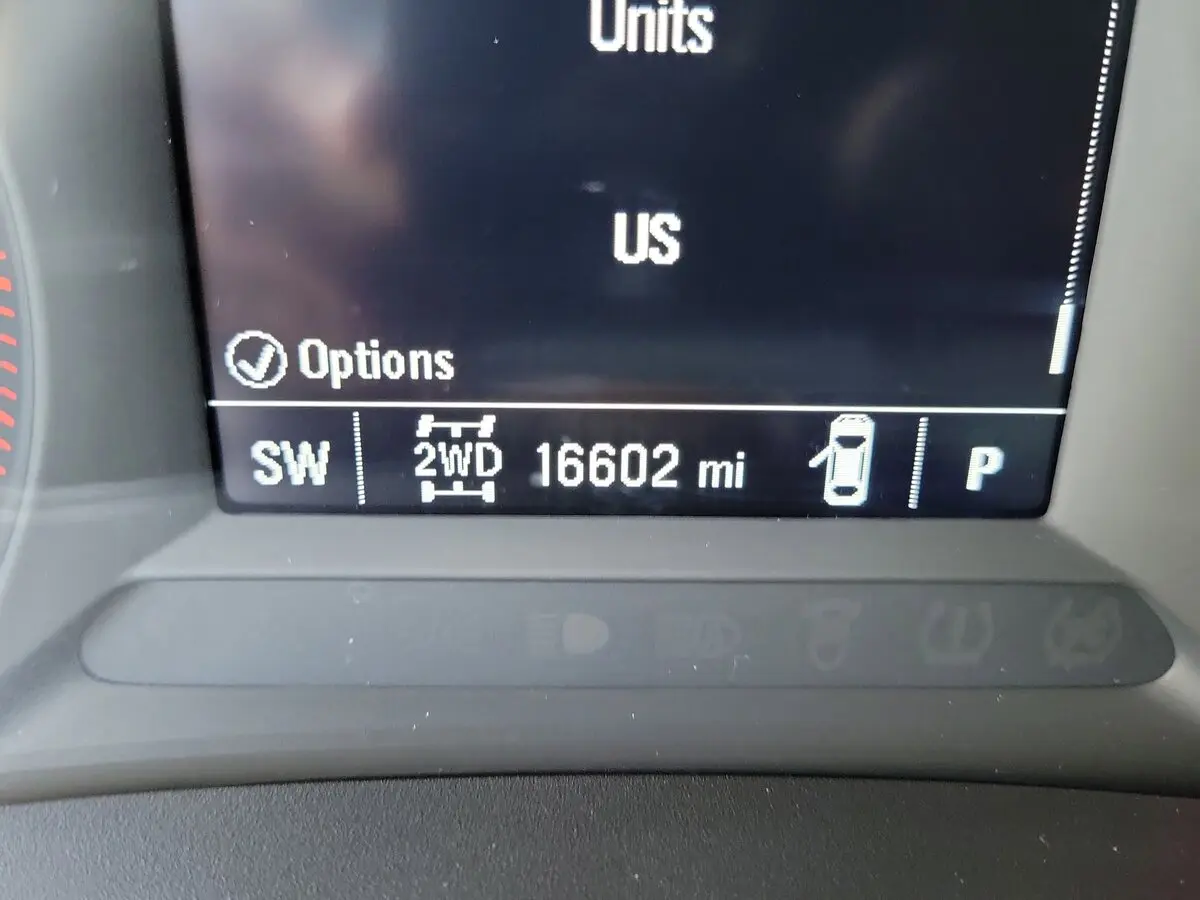 Units
US
Options
SW 2WD 16602 mi P